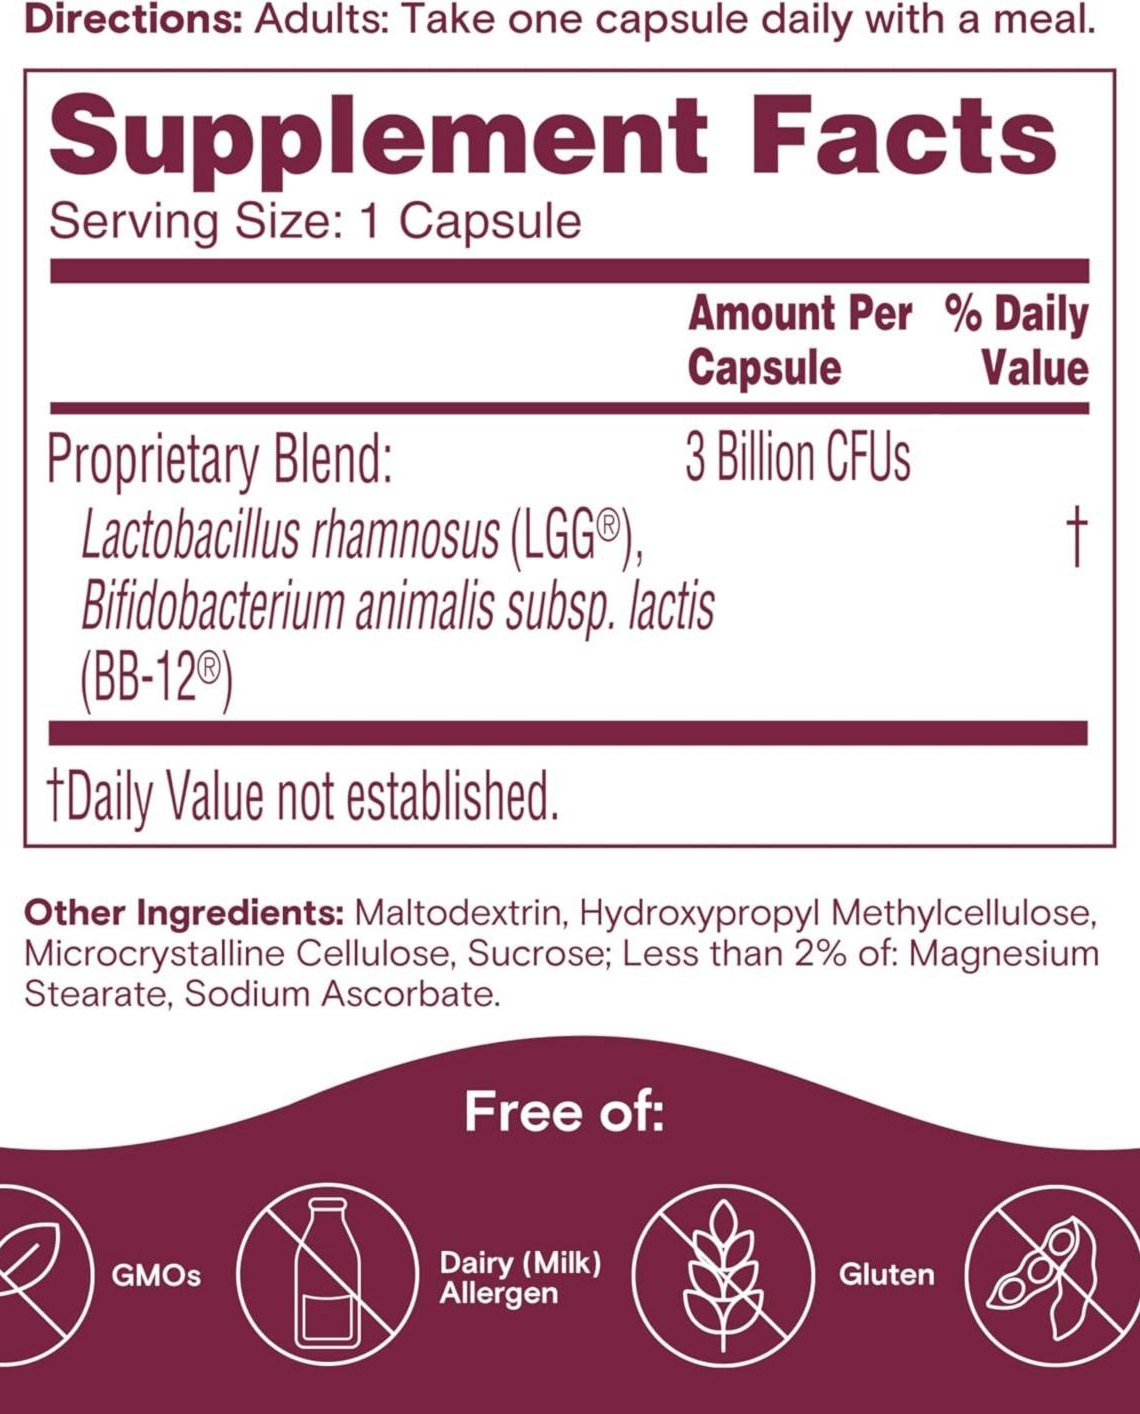 Directions: Adults: Take one capsule daily with a meal.
Supplement Facts
Serving Size: 1 Capsule
Amount Per % Daily
Capsule Value
Proprietary Blend: 3 Billion CFUs
Lactobacillus rhamnosus (LGG®), †
Bifidobacterium animalis subsp. lactis
(BB-12®)
†Daily Value not established.
Other Ingredients: Maltodextrin, Hydroxypropyl Methylcellulose,
Microcrystalline Cellulose, Sucrose; Less than 2% of: Magnesium
Stearate, Sodium Ascorbate.
Free of:
GMOs
Dairy (Milk)
Allergen
Gluten